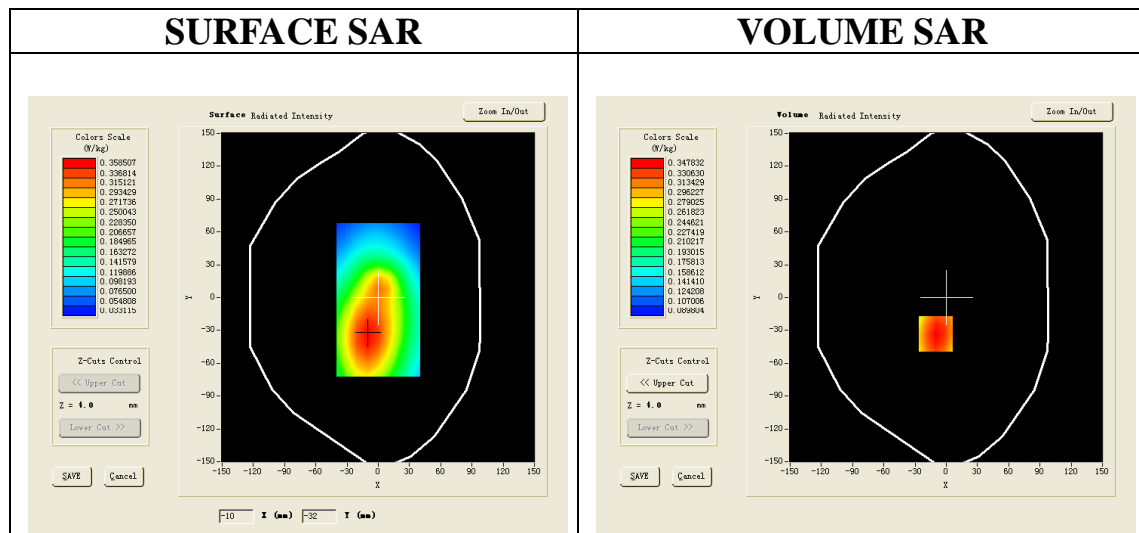 SURFACE SAR
VOLUME SAR
Surface Radiated Intensity
Zoom In/Out
Colors Scale
(W/kg)
0.358507
0.336814
0.315121
0.293429
0.271736
0.250043
0.228350
0.206657
0.184965
0.163272
0.141579
0.119886
0.098193
0.076500
0.054808
0.033115
Z-Cuts Control
<< Upper Cut
Z = 4.0 mm
Lower Cut >>
SAVE Cancel
150
120
90
60
30
0
-30
-60
-90
-120
-150
Y
-150 -120 -90 -60 -30 0 30 60 90 120 150
X
-10 X (mm) -32 Y (mm)
Volume Radiated Intensity
Zoom In/Out
Colors Scale
(W/kg)
0.347832
0.330630
0.313429
0.296227
0.279025
0.261823
0.244621
0.227419
0.210217
0.193015
0.175813
0.158612
0.141410
0.124208
0.107006
0.089804
Z-Cuts Control
<< Upper Cut
Z = 4.0 mm
Lower Cut >>
SAVE Cancel
150
120
90
60
30
0
-30
-60
-90
-120
-150
Y
-150 -120 -90 -60 -30 0 30 60 90 120 150
X